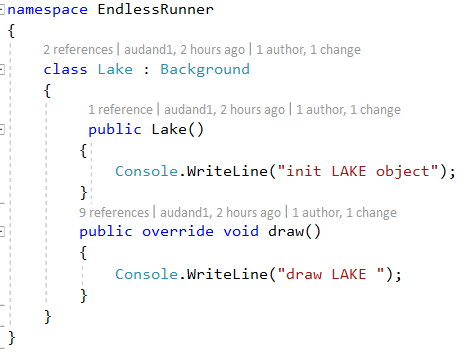 namespace EndlessRunner
{
2 references | audand1, 2 hours ago | 1 author, 1 change
class Lake : Background
{
1 reference | audand1, 2 hours ago | 1 author, 1 change
public Lake()
{
Console.WriteLine("init LAKE object");
}
9 references | audand1, 2 hours ago | 1 author, 1 change
public override void draw()
{
Console.WriteLine("draw LAKE ");
}
}
}